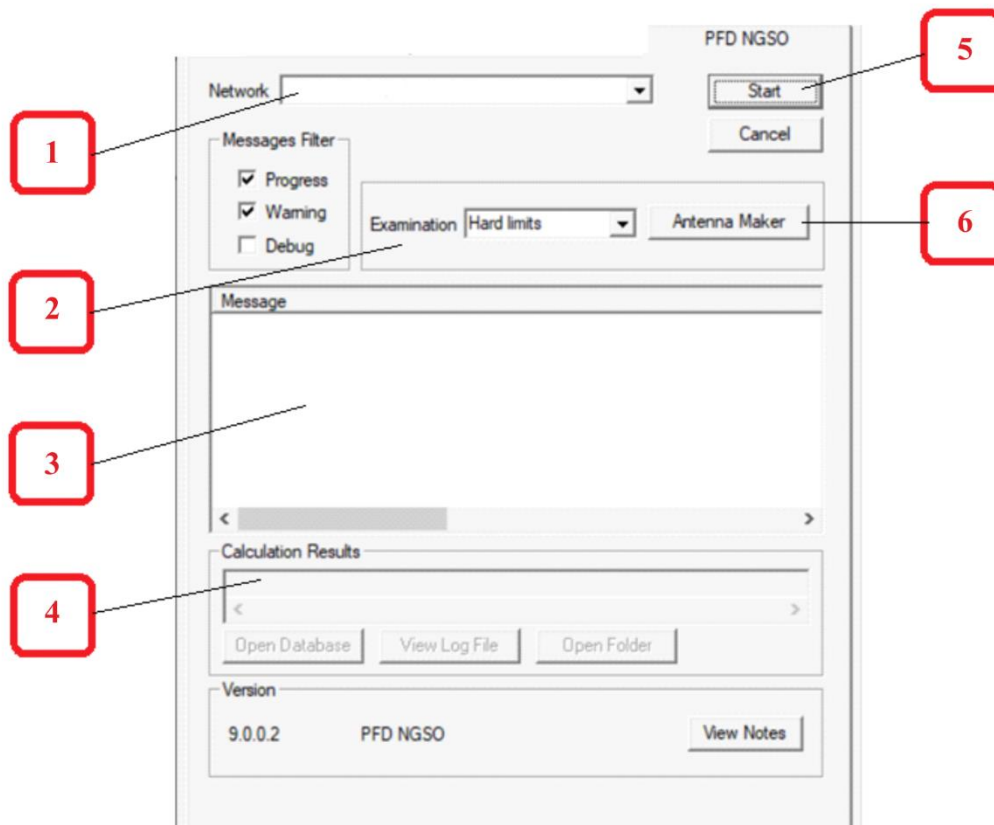 PFD NGSO
5
Network
Start
1
Messages Filter
Cancel
Progress
Warning
Examination Hard limits
Antenna Maker
6
Debug
2
Message
3
Calculation Results
4
Open Database View Log File Open Folder
Version
9.0.0.2 PFD NGSO View Notes